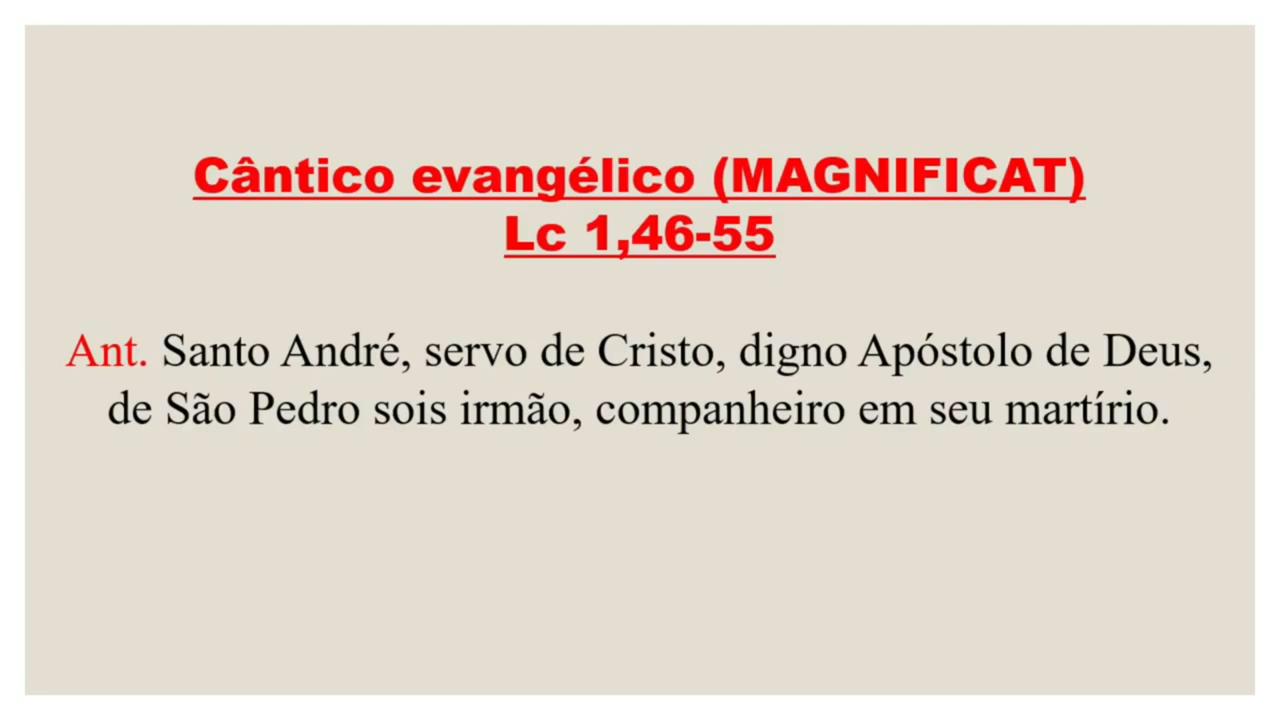 Cântico evangélico (MAGNIFICAT)
Lc 1,46-55
Ant. Santo André, servo de Cristo, digno Apóstolo de Deus,
de São Pedro sois irmão, companheiro em seu martírio.